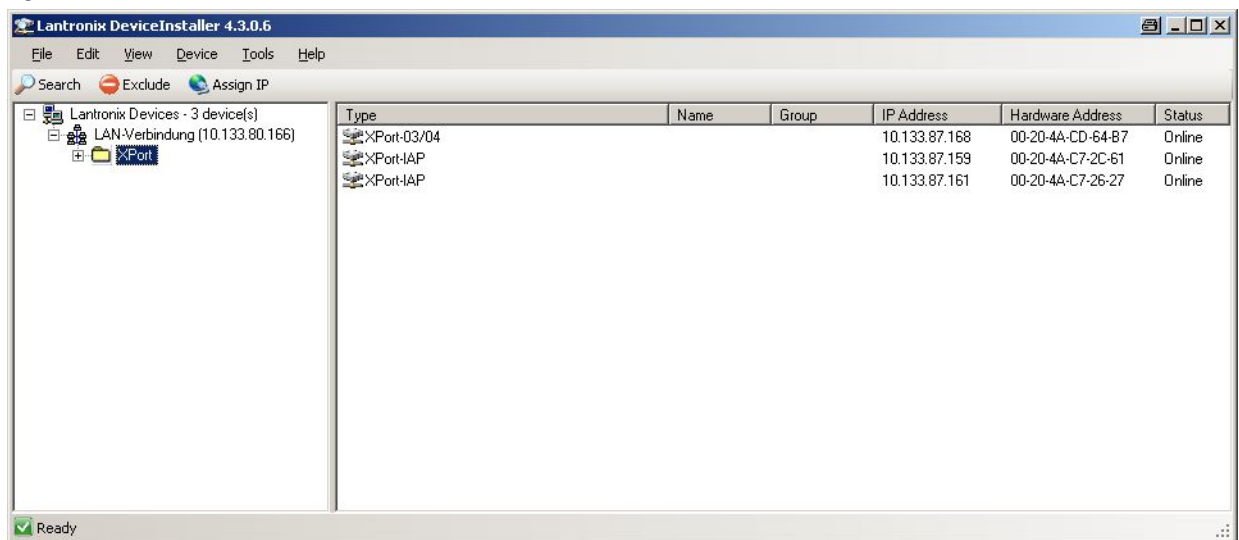 Lantronix DeviceInstaller 4.3.0.6
File Edit View Device Tools Help
Search Exclude Assign IP
Lantronix Devices - 3 device(s)
LAN-Verbindung (10.133.80.166)
XPort
Type Name Group IP Address Hardware Address Status
XPort-03/04 10.133.87.168 00-20-4A-CD-64-B7 Online
XPort-IAP 10.133.87.159 00-20-4A-C7-2C-61 Online
XPort-IAP 10.133.87.161 00-20-4A-C7-26-27 Online
Ready